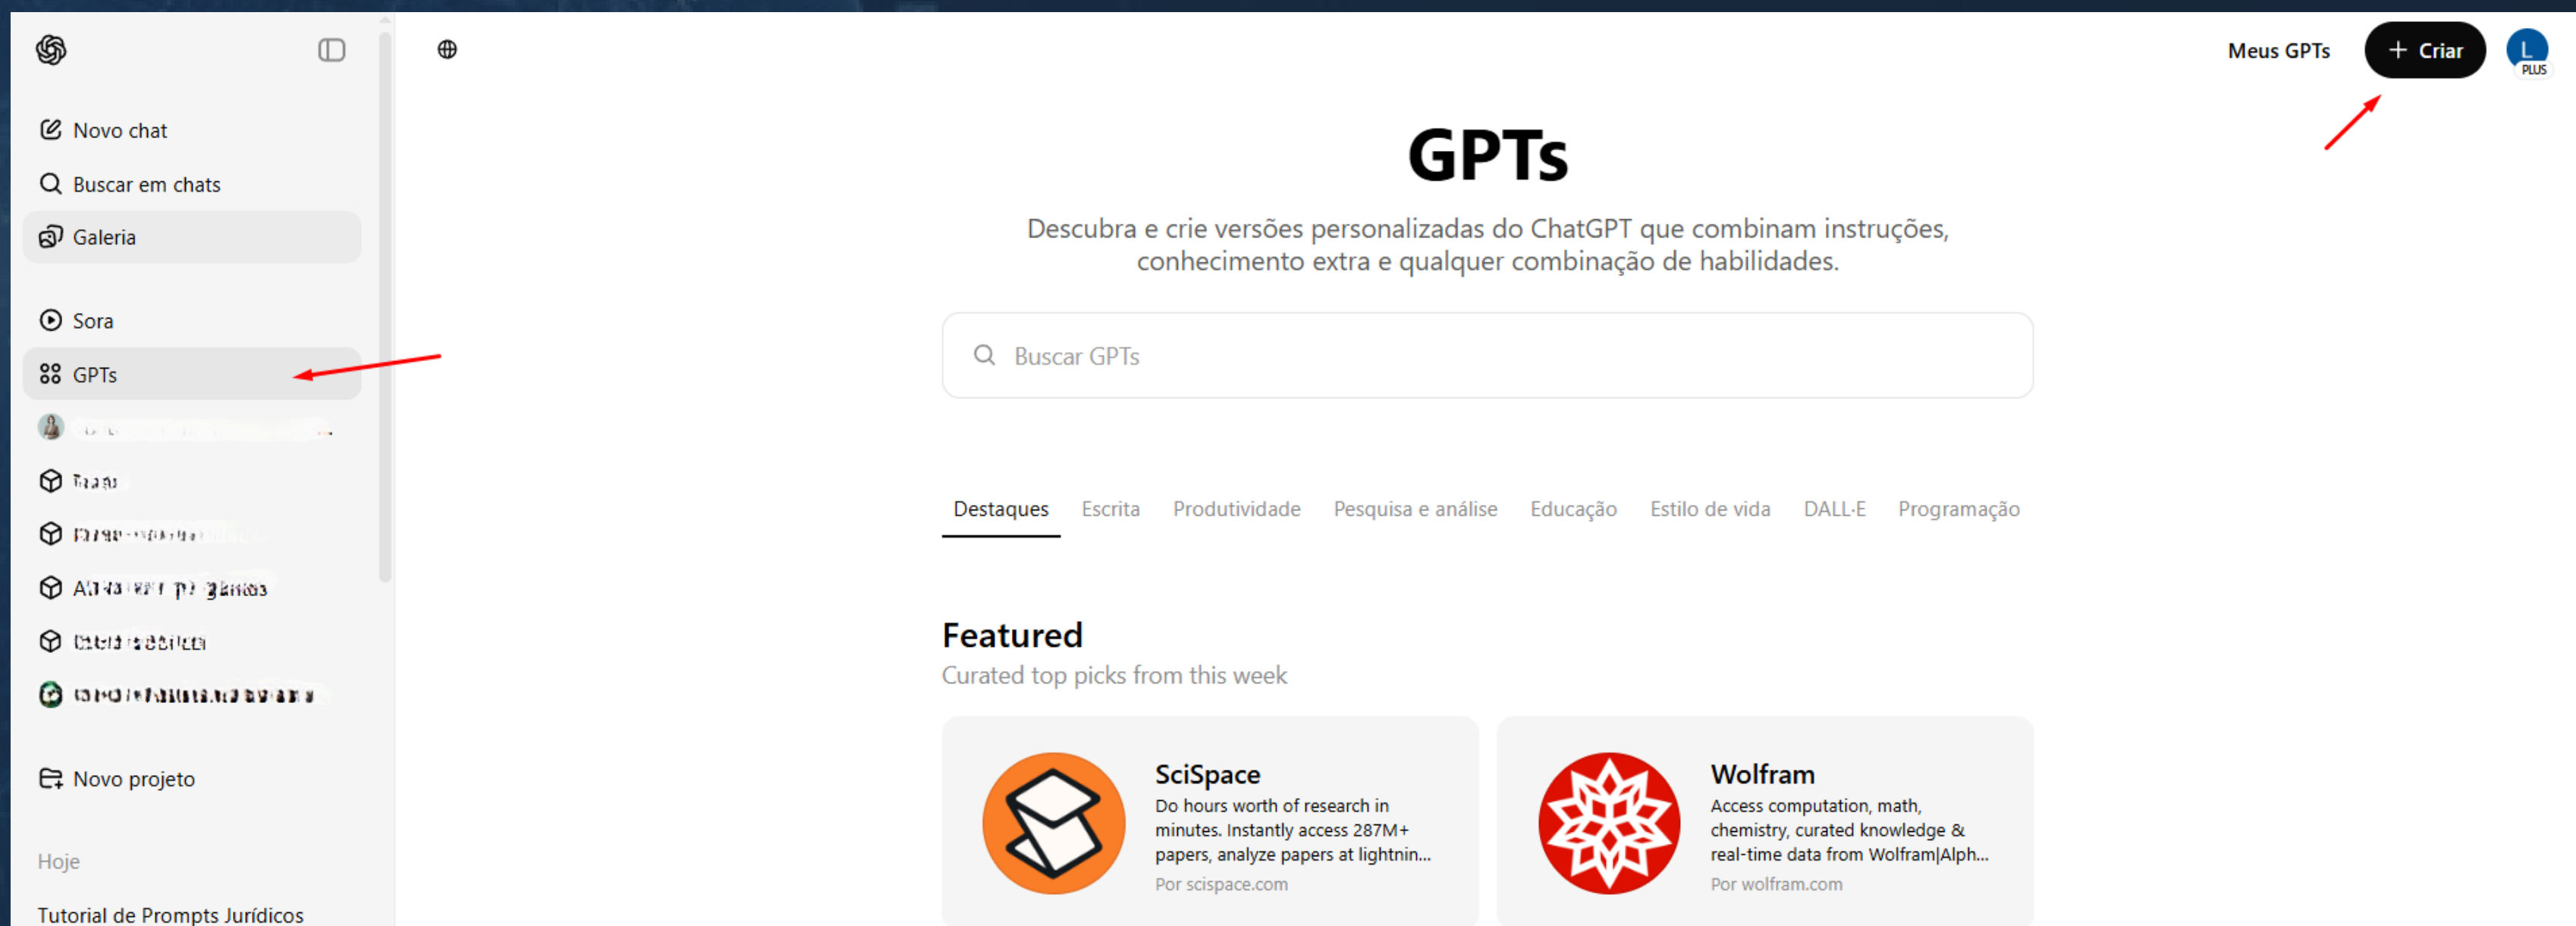 Novo chat
Buscar em chats
Galeria
Sora
GPTs
Novo projeto
Hoje
Tutorial de Prompts Jurídicos
Meus GPTs
+ Criar
L
PLUS
GPTs
Descubra e crie versões personalizadas do ChatGPT que combinam instruções,
conhecimento extra e qualquer combinação de habilidades.
Buscar GPTs
Destaques Escrita Produtividade Pesquisa e análise Educação Estilo de vida DALL·E Programação
Featured
Curated top picks from this week
SciSpace
Do hours worth of research in
minutes. Instantly access 287M+
papers, analyze papers at lightnin...
Por scispace.com
Wolfram
Access computation, math,
chemistry, curated knowledge &
real-time data from Wolfram|Alph...
Por wolfram.com